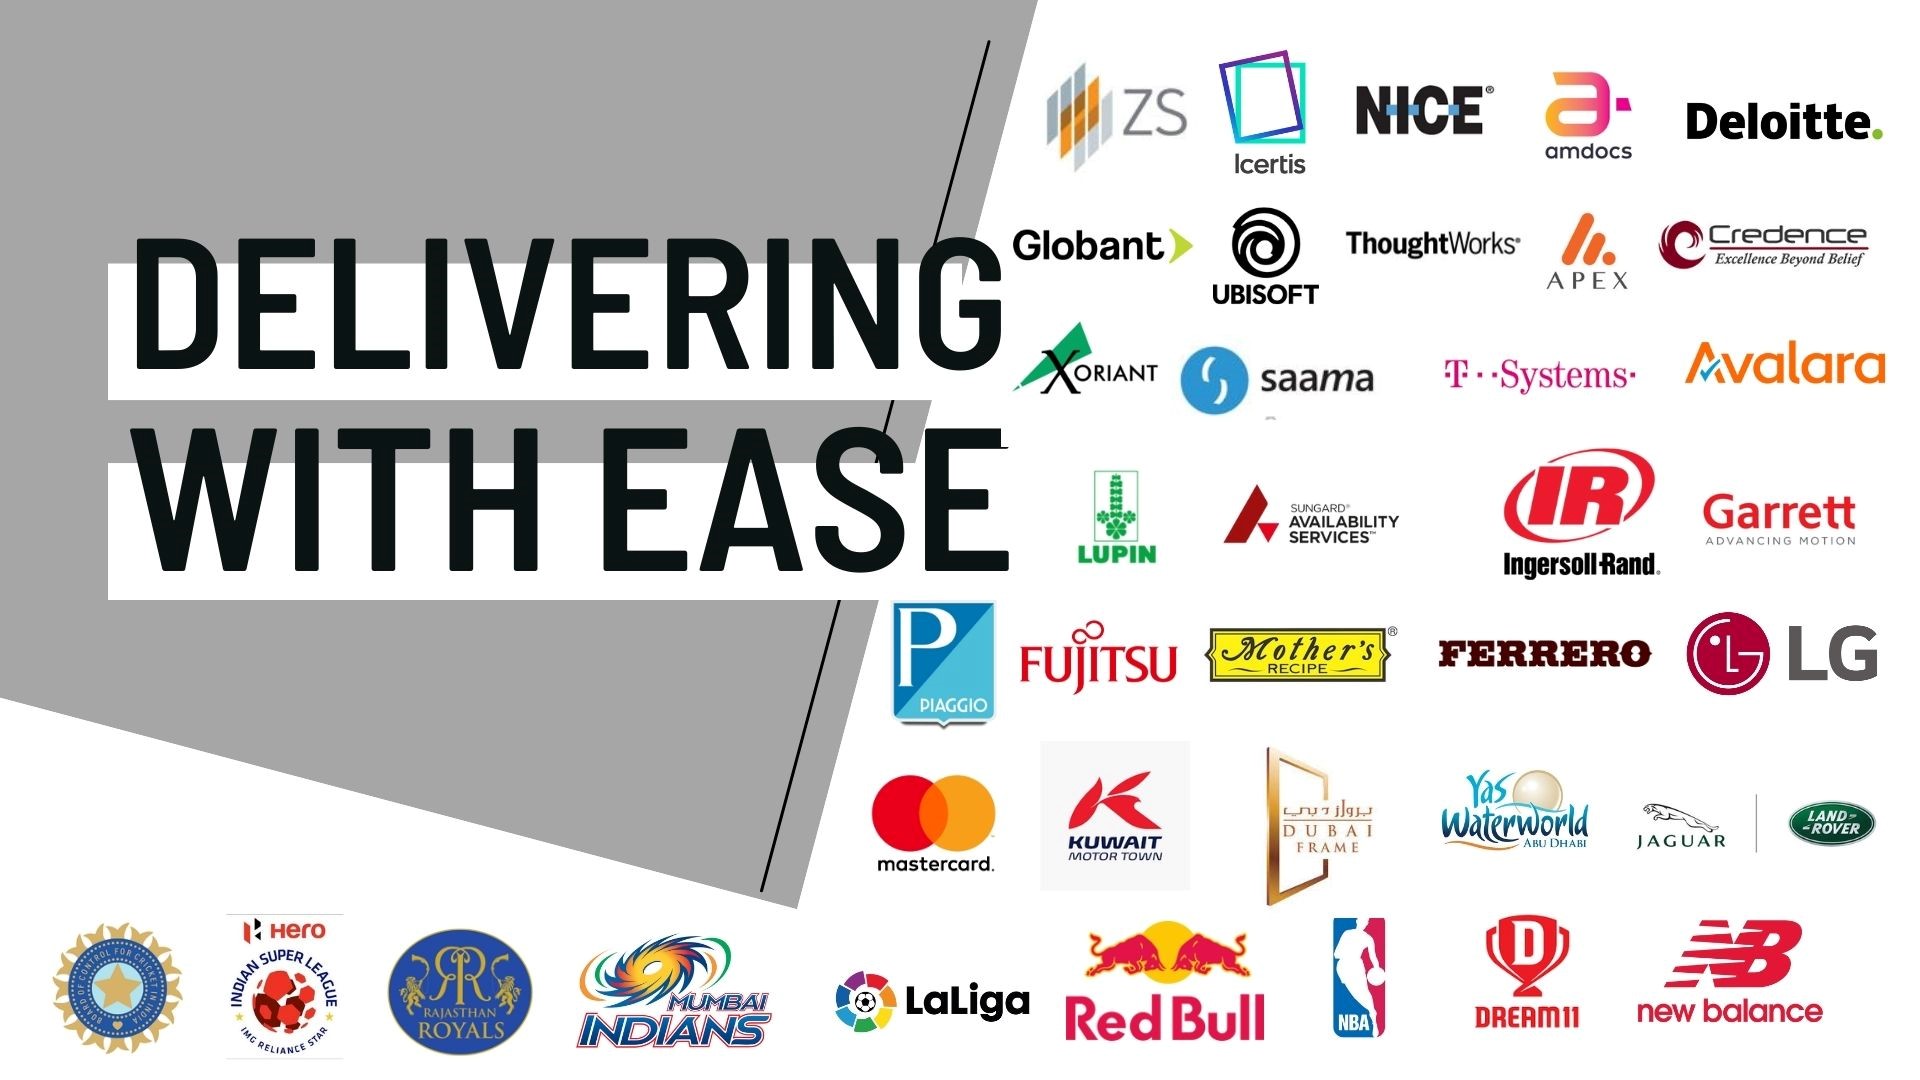 DELIVERING
WITH EASE
ZS
Icertis
NICE®
a
amdocs
Deloitte.
Globant
UBISOFT
ThoughtWorks®
APEX
Credence
Excellence Beyond Belief
XORIANT
saama
T··Systems·
Avalara
LUPIN
SUNGARD®
AVAILABILITY
SERVICES™
IR
Ingersoll Rand®
Garrett
ADVANCING MOTION
P
PIAGGIO
FUJITSU
Mother's ®
RECIPE
FERRERO
LG
mastercard.
KUWAIT
MOTOR TOWN
برواز دبي
DUBAI
FRAME
Yas
Waterworld
ABU DHABI
JAGUAR
LAND-
-ROVER
BOARD OF CONTROL FOR CRICKET IN INDIA
Hero
INDIAN SUPER LEAGUE
IMG RELIANCE STAR
RR
RAJASTHAN
ROYALS
MUMBAI
INDIANS
LaLiga
Red Bull
NBA
D
DREAM11
NB
new balance